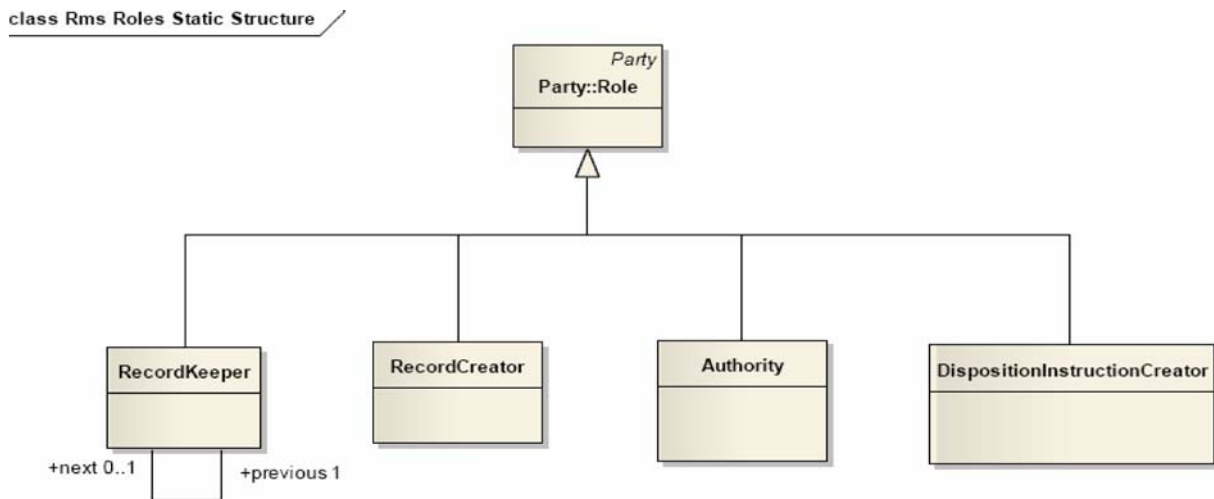 class Rms Roles Static Structure
Party
Party::Role
RecordKeeper
RecordCreator
Authority
DispositionInstructionCreator
+next 0..1
+previous 1